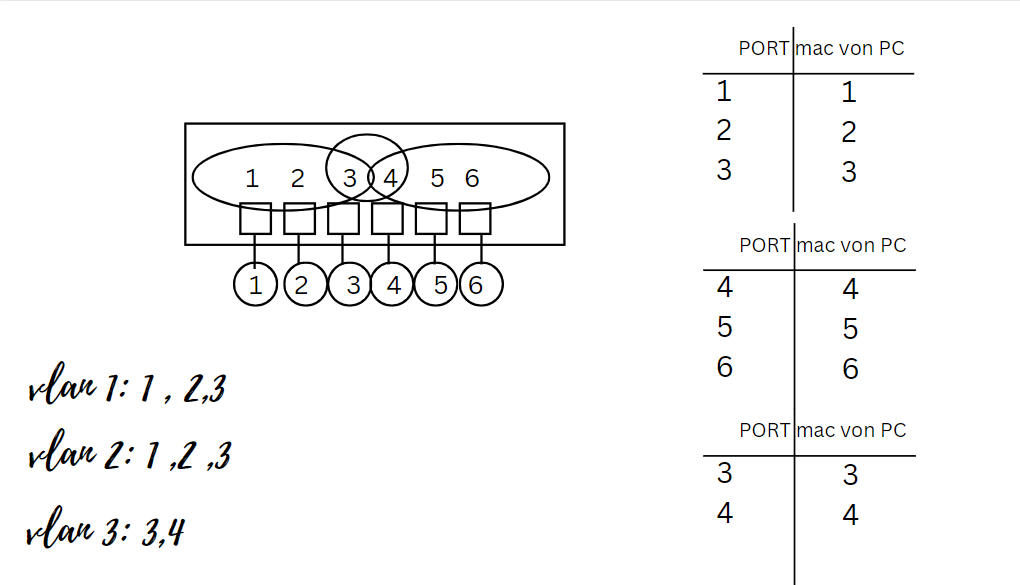 1 2 3 4 5 6
1 2 3 4 5 6
vlan 1: 1 , 2,3
vlan 2: 1 ,2 ,3
vlan 3: 3,4
PORT mac von PC
1 1
2 2
3 3
PORT mac von PC
4 4
5 5
6 6
PORT mac von PC
3 3
4 4